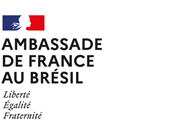 AMBASSADE
DE FRANCE
AU BRÉSIL
Liberté
Égalité
Fraternité